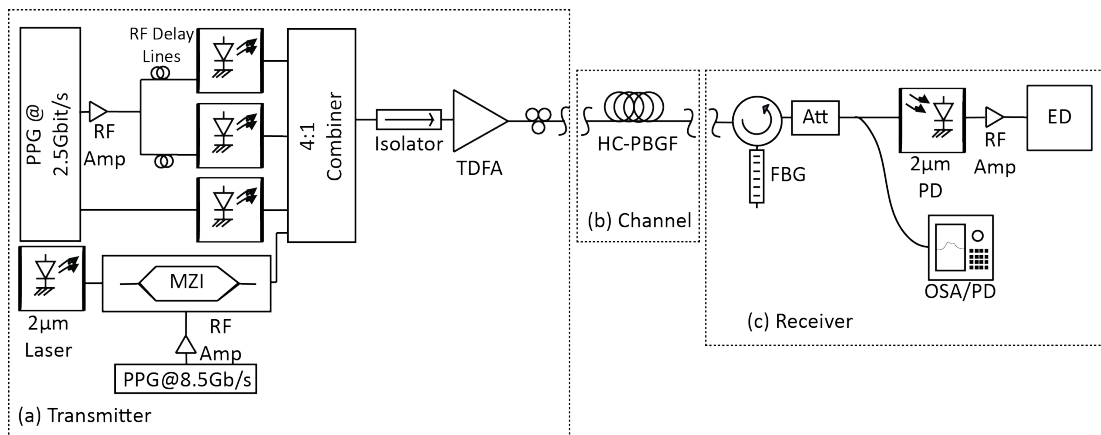 PPG @
2.5Gbit/s
RF Delay
Lines
RF
Amp
4:1
Combiner
Isolator
TDFA
2μm
Laser
MZI
RF
Amp
PPG@8.5Gb/s
(a) Transmitter
HC-PBGF
(b) Channel
FBG
Att
2μm
PD
RF
Amp
ED
OSA/PD
(c) Receiver